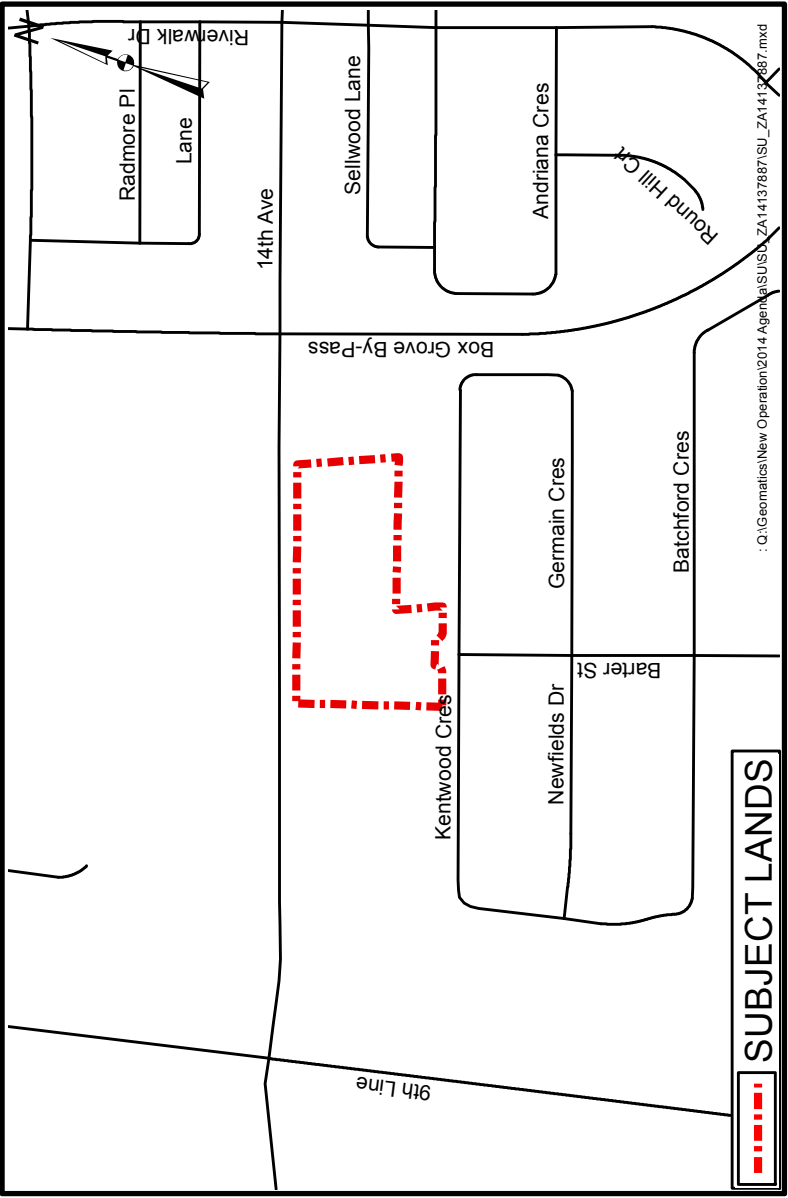 N
Riverwalk Dr
Radmore Pl
Lane
14th Ave
Sellwood Lane
Andriana Cres
Round Hill Crt
Box Grove By-Pass
Kentwood Cres
Germain Cres
Newfields Dr
Barter St
Batchford Cres
9th Line
SUBJECT LANDS
: Q:\Geomatics\New Operation\2014 Agenda\SU\SU_ZA14137887\SU_ZA14137887.mxd